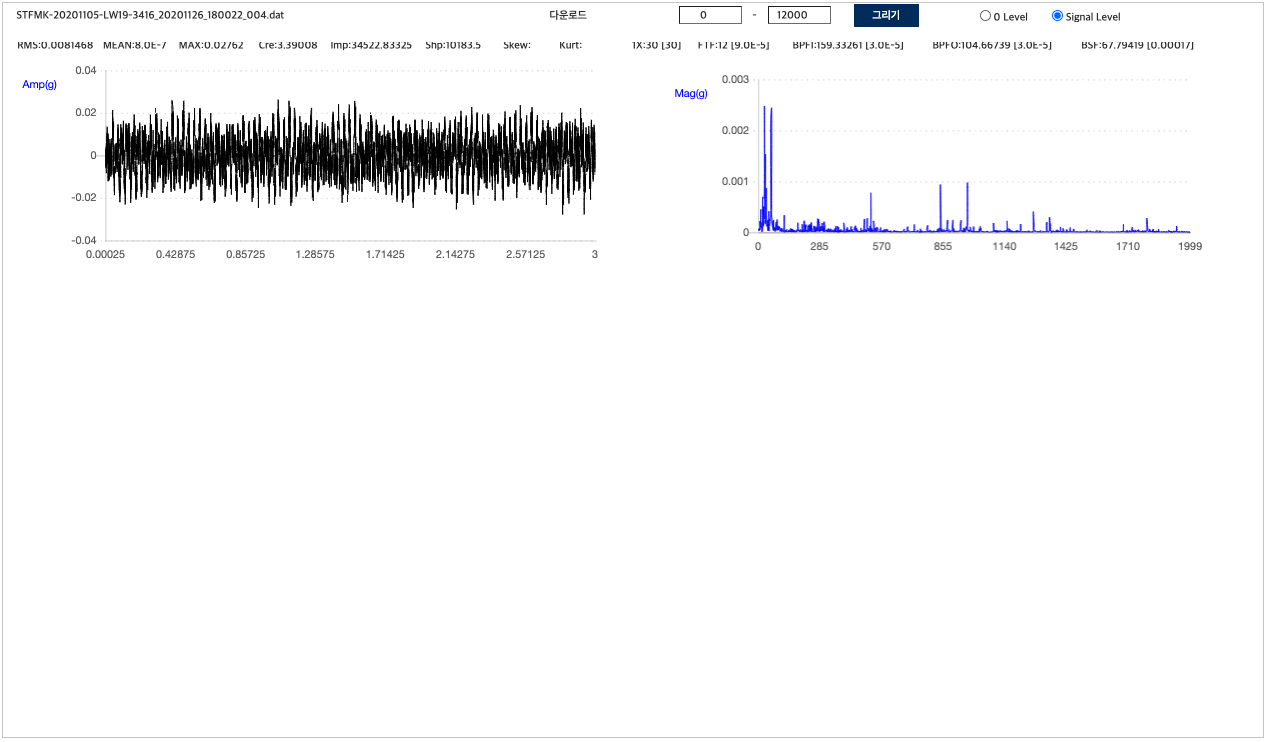 STFMK-20201105-LW19-3416_20201126_180022_004.dat 다운로드 0 - 12000 그리기 0 Level Signal Level
RMS:0.0081468 MEAN:8.0E-7 MAX:0.02762 Cre:3.39008 Imp:34522.83325 Shp:10183.5 Skew: Kurt: 1X:30 [30] FTF:12 [9.0E-5] BPFI:159.33261 [3.0E-5] BPFO:104.66739 [3.0E-5] BSF:67.79419 [0.00017]
Amp(g)
0.04
0.02
0
-0.02
-0.04
0.00025 0.42875 0.85725 1.28575 1.71425 2.14275 2.57125 3
Mag(g)
0.003
0.002
0.001
0
0 285 570 855 1140 1425 1710 1999